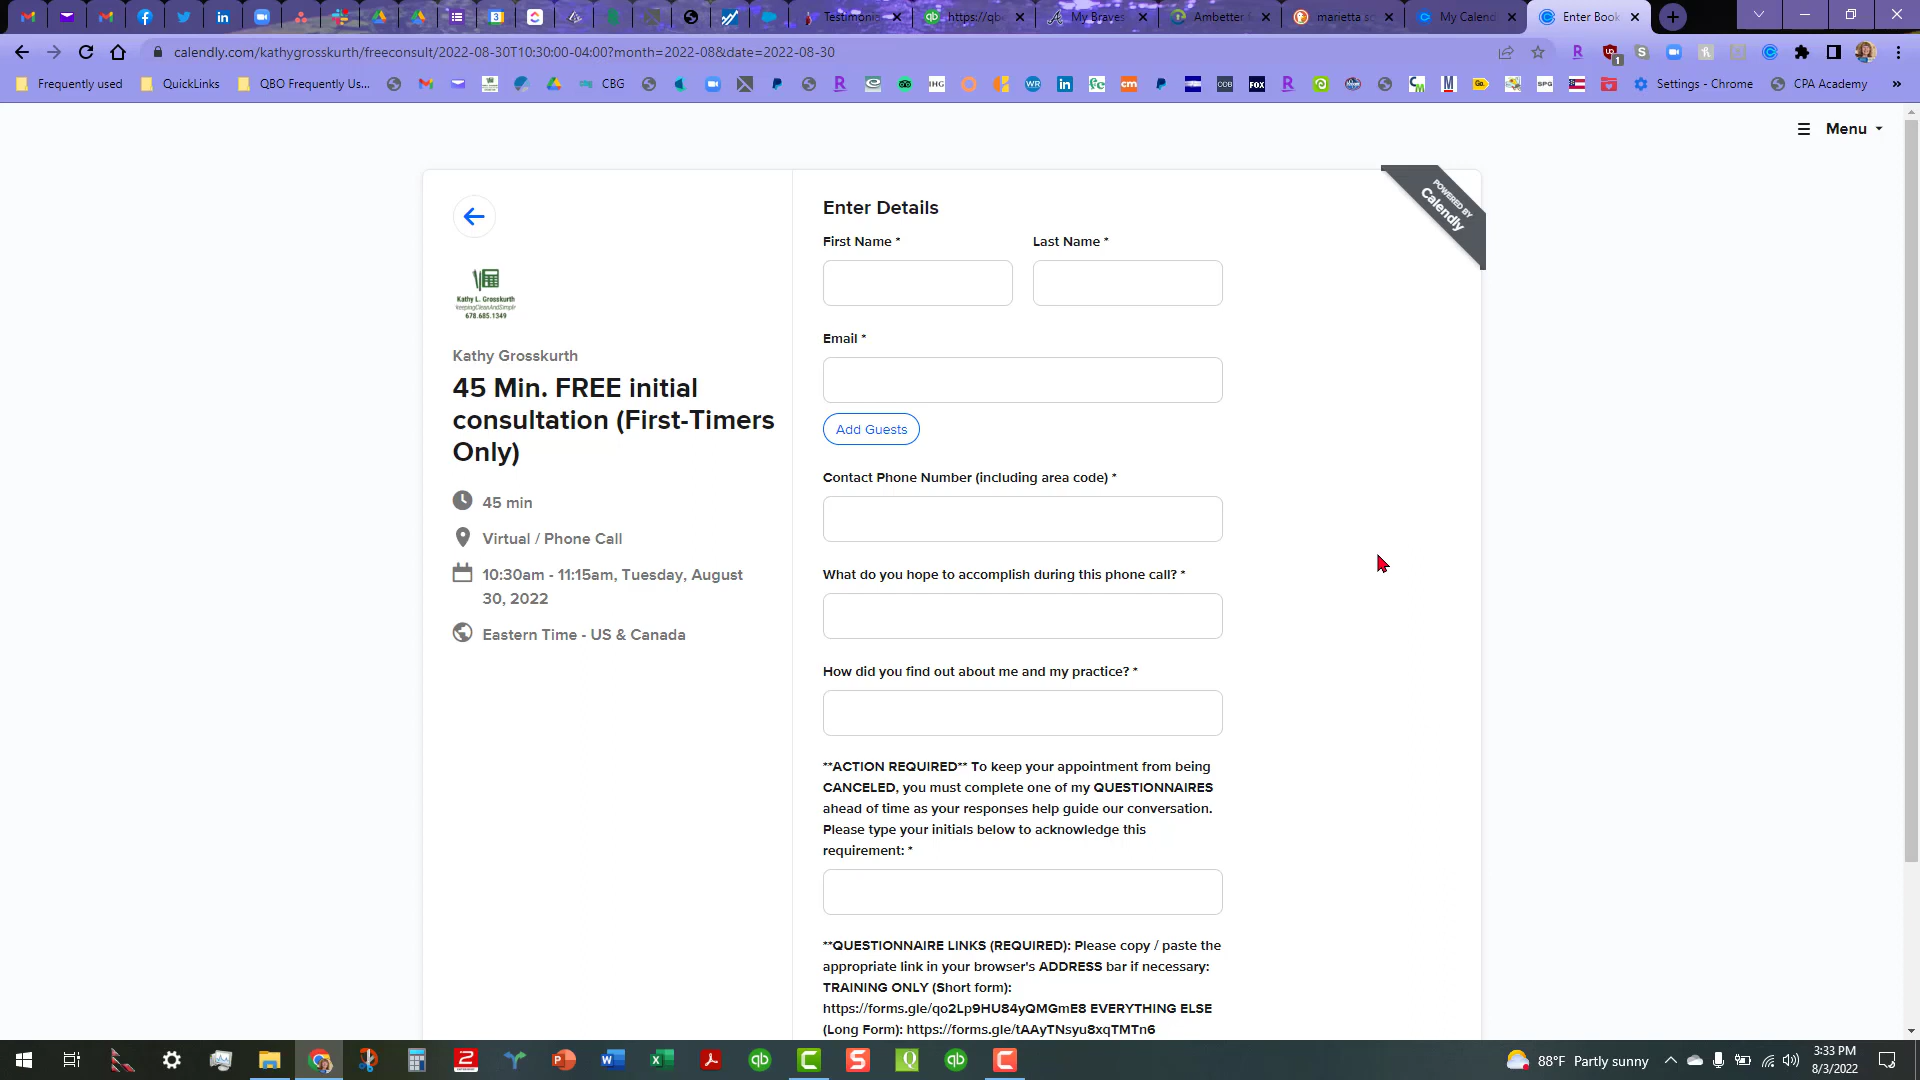 Testimonia
https://qb
My Braves
Ambetter
marietta s
My Calend
Enter Book
calendly.com/kathygrosskurth/freeconsult/2022-08-30T10:30:00-04:00?month=2022-08&date=2022-08-30
Frequently used
QuickLinks
QBO Frequently Us...
CBG
Settings - Chrome
CPA Academy
Menu
POWERED BY
Calendly
Kathy L. Grosskurth
678.685.1349
Kathy Grosskurth
45 Min. FREE initial
consultation (First-Timers
Only)
45 min
Virtual / Phone Call
10:30am - 11:15am, Tuesday, August
30, 2022
Eastern Time - US & Canada
Enter Details
First Name *
Last Name *
Email *
Add Guests
Contact Phone Number (including area code) *
What do you hope to accomplish during this phone call? *
How did you find out about me and my practice? *
**ACTION REQUIRED** To keep your appointment from being
CANCELED, you must complete one of my QUESTIONNAIRES
ahead of time as your responses help guide our conversation.
Please type your initials below to acknowledge this
requirement: *
**QUESTIONNAIRE LINKS (REQUIRED): Please copy / paste the
appropriate link in your browser's ADDRESS bar if necessary:
TRAINING ONLY (Short form):
https://forms.gle/qo2Lp9HU84yQMGmE8 EVERYTHING ELSE
(Long Form): https://forms.gle/tAAyTNsyu8xqTMTn6
88°F Partly sunny
3:33 PM
8/3/2022